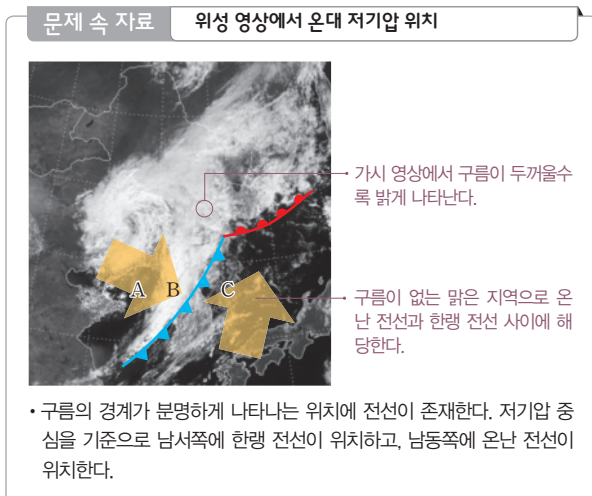 문제 속 자료
위성 영상에서 온대 저기압 위치
가시 영상에서 구름이 두꺼울수
록 밝게 나타난다.
A B C
구름이 없는 맑은 지역으로 온
난 전선과 한랭 전선 사이에 해
당한다.
• 구름의 경계가 분명하게 나타나는 위치에 전선이 존재한다. 저기압 중
심을 기준으로 남서쪽에 한랭 전선이 위치하고, 남동쪽에 온난 전선이
위치한다.